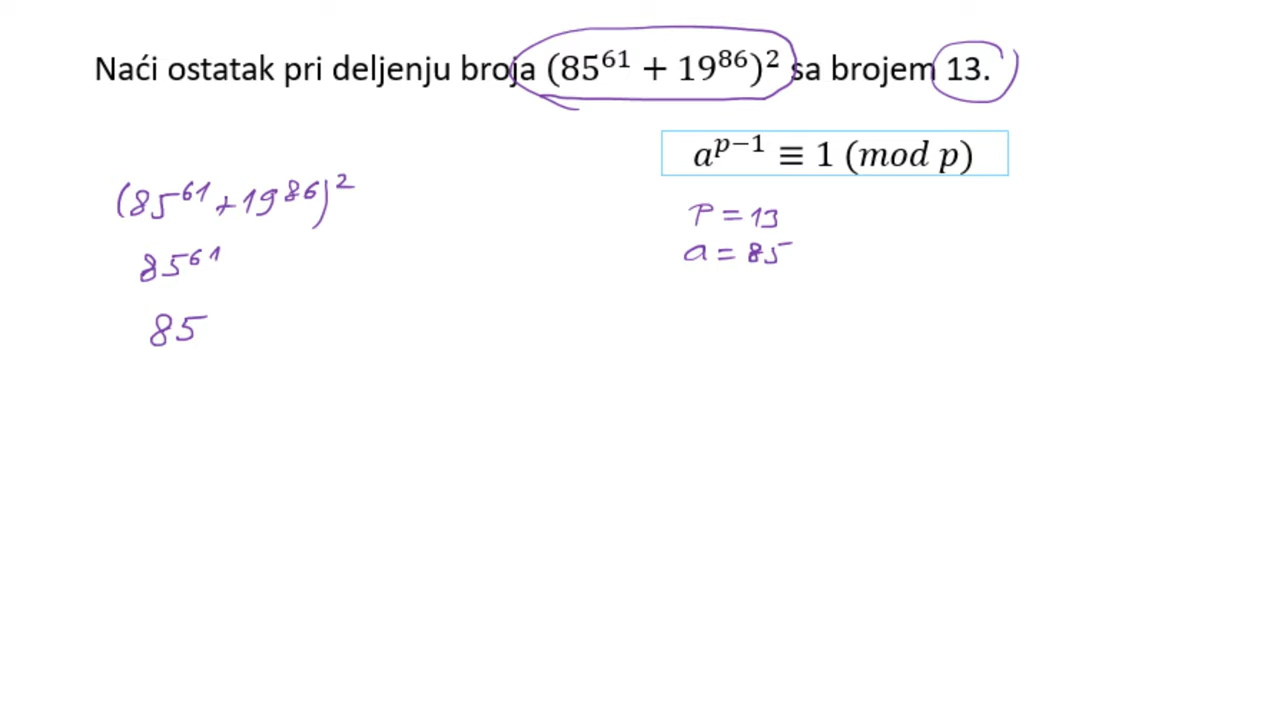 Naći ostatak pri deljenju broja (85⁶¹ + 19⁸⁶)² sa brojem 13.
aᵖ⁻¹ ≡ 1 (mod p)
(85⁶¹+19⁸⁶)²
p = 13
85⁶¹
a = 85
85